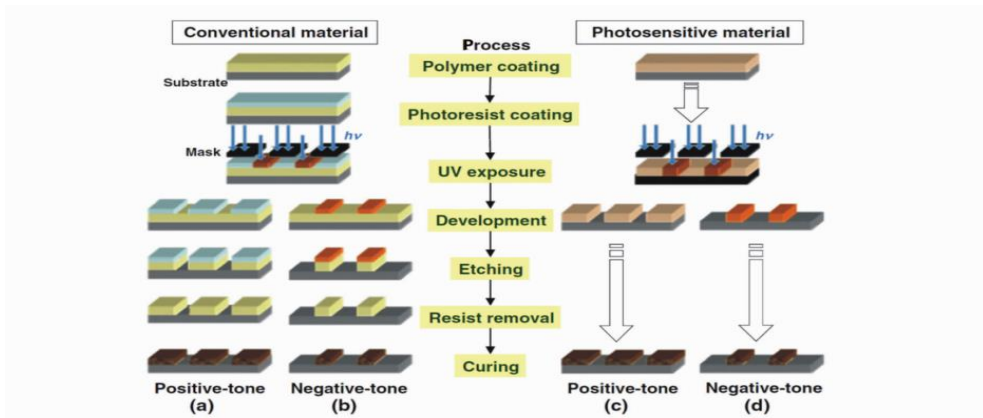 Conventional material
Process
Photosensitive material
Polymer coating
Substrate
Photoresist coating
hν
hν
Mask
UV exposure
Development
Etching
Resist removal
Curing
Positive-tone
Negative-tone
Positive-tone
Negative-tone
(a)
(b)
(c)
(d)